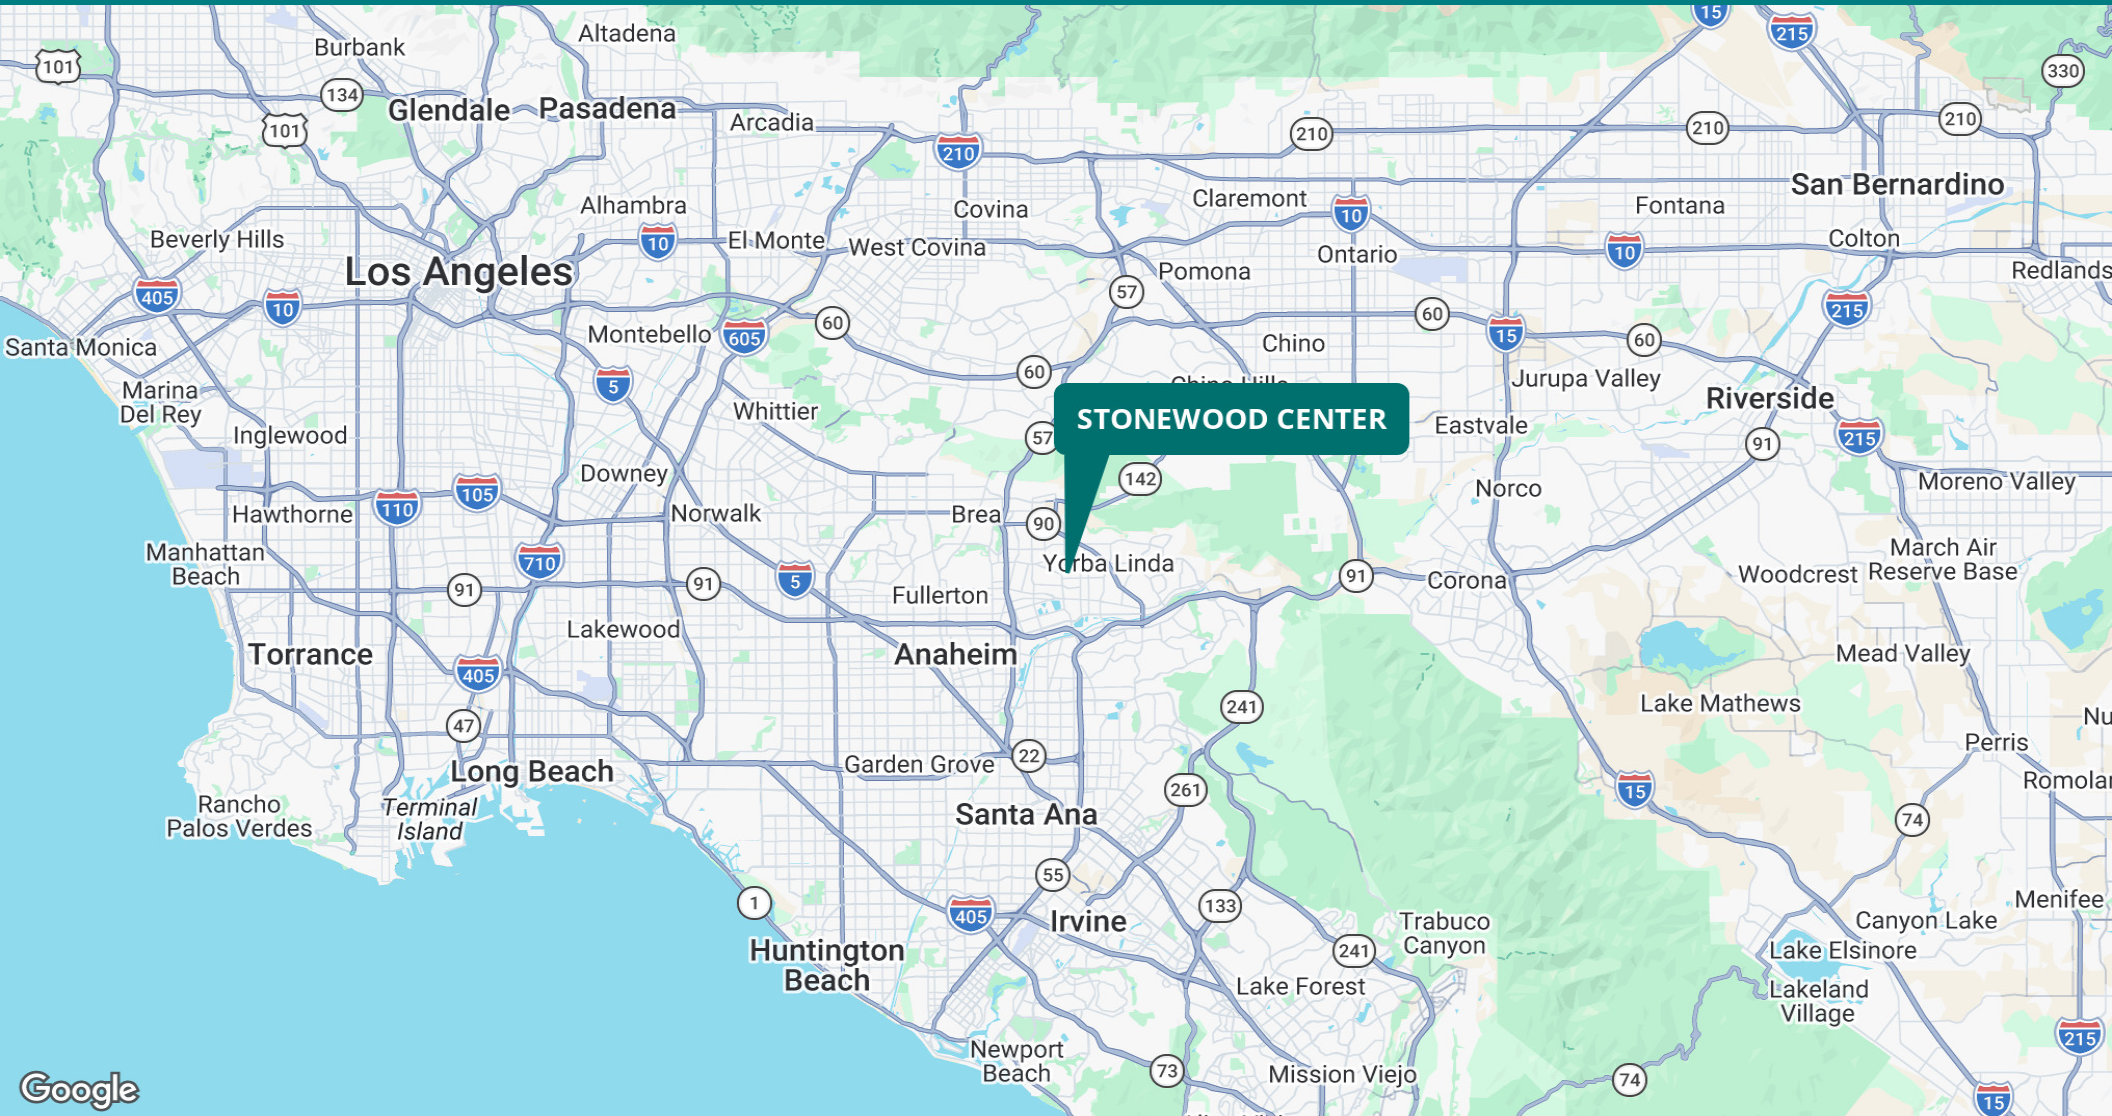 15
215
Altadena
Burbank
101
330
134
Glendale
Pasadena
Arcadia
101
210
210
210
210
San Bernardino
Claremont
Alhambra
Covina
Fontana
10
Beverly Hills
10
El Monte
West Covina
Colton
10
Ontario
Los Angeles
Pomona
Redlands
405
10
57
215
60
60
15
60
Montebello
605
Santa Monica
Chino
60
5
Jurupa Valley
Marina
Del Rey
Whittier
Chino Hills
Riverside
STONEWOOD CENTER
Eastvale
Inglewood
57
91
215
Downey
142
Moreno Valley
105
Norco
110
Hawthorne
Norwalk
Brea
90
Manhattan
Beach
710
Yorba Linda
March Air
Reserve Base
Woodcrest
91
91
5
91
Corona
Fullerton
Lakewood
Torrance
Anaheim
Mead Valley
405
241
Lake Mathews
47
Nu
22
Garden Grove
Perris
Long Beach
Romolar
261
15
Rancho
Palos Verdes
Terminal
Island
Santa Ana
74
55
1
405
133
Irvine
Menifee
Trabuco
Canyon
Canyon Lake
Huntington
Beach
241
Lake Elsinore
Lake Forest
Lakeland
Village
215
Newport
Beach
73
Mission Viejo
74
15
Google